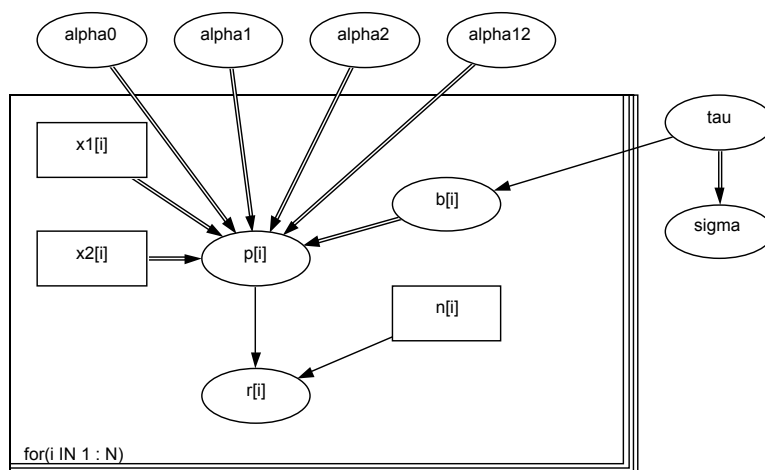 alpha0
alpha1
alpha2
alpha12
x1[i]
tau
b[i]
sigma
x2[i]
p[i]
n[i]
r[i]
for(i IN 1 : N)